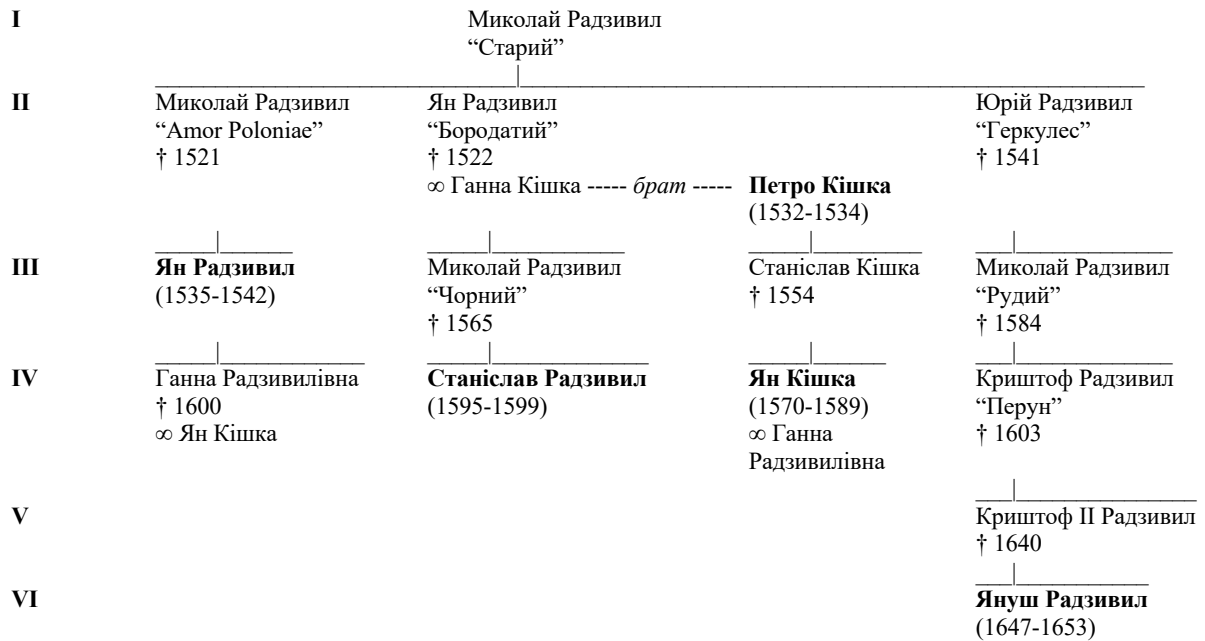 I Миколай Радзивил
“Старий”
II Миколай Радзивил Ян Радзивил Юрій Радзивил
“Amor Poloniae” “Бородатий” “Геркулес”
† 1521 † 1522 † 1541
∞ Ганна Кішка ----- брат ----- Петро Кішка
(1532-1534)
III Ян Радзивил Миколай Радзивил Станіслав Кішка Миколай Радзивил
(1535-1542) “Чорний” † 1554 “Рудий”
† 1565 † 1584
IV Ганна Радзивилівна Станіслав Радзивил Ян Кішка Криштоф Радзивил
† 1600 (1595-1599) (1570-1589) “Перун”
∞ Ян Кішка ∞ Ганна † 1603
Радзивилівна
V Криштоф II Радзивил
† 1640
VI Януш Радзивил
(1647-1653)